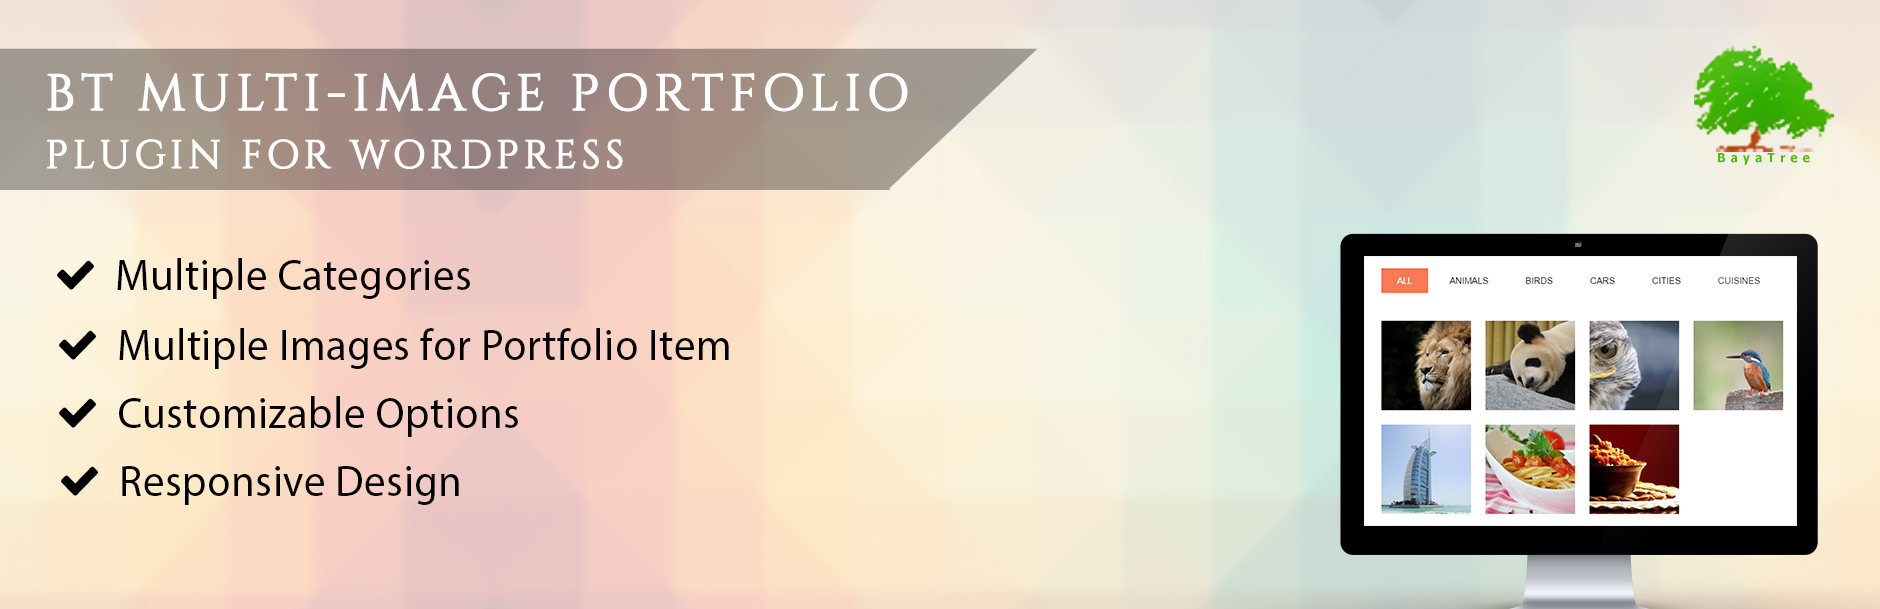 BT MULTI-IMAGE PORTFOLIO
PLUGIN FOR WORDPRESS
BayaTree
Multiple Categories
Multiple Images for Portfolio Item
Customizable Options
Responsive Design
ALL ANIMALS BIRDS CARS CITIES CUISINES